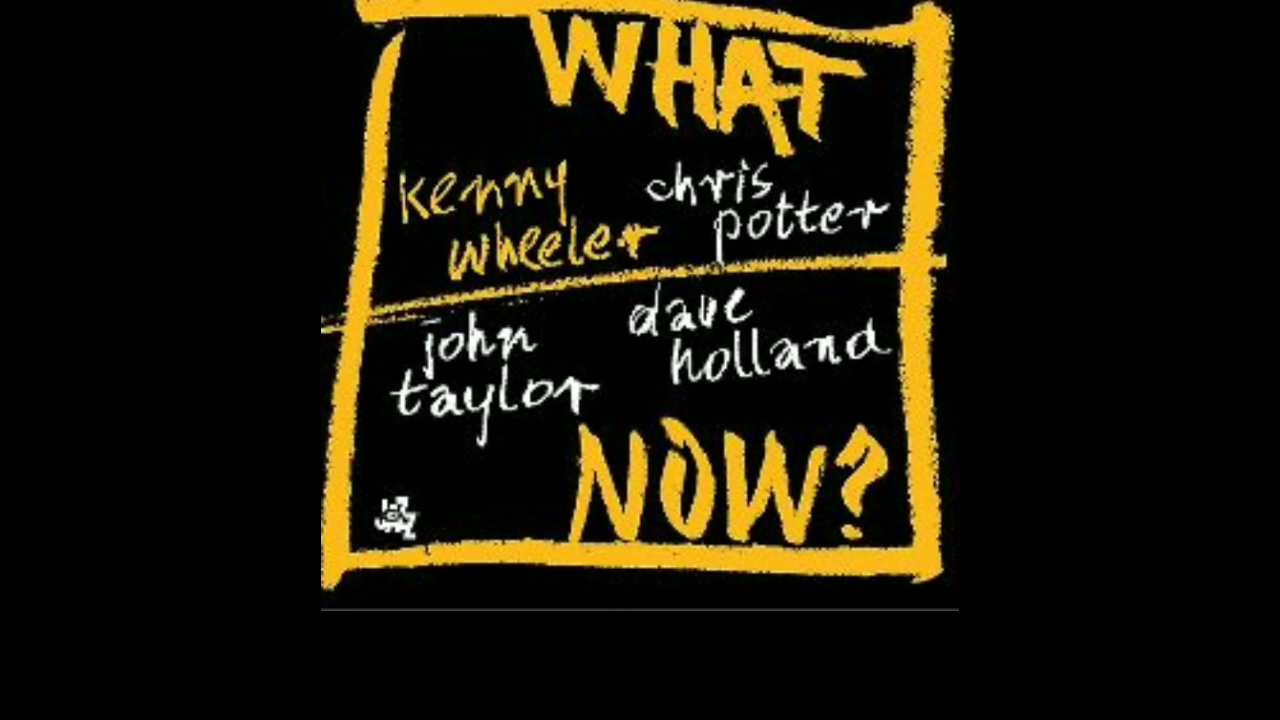 WHAT
kenny
wheeler
chris
potter
john
taylor
dave
holland
NOW?